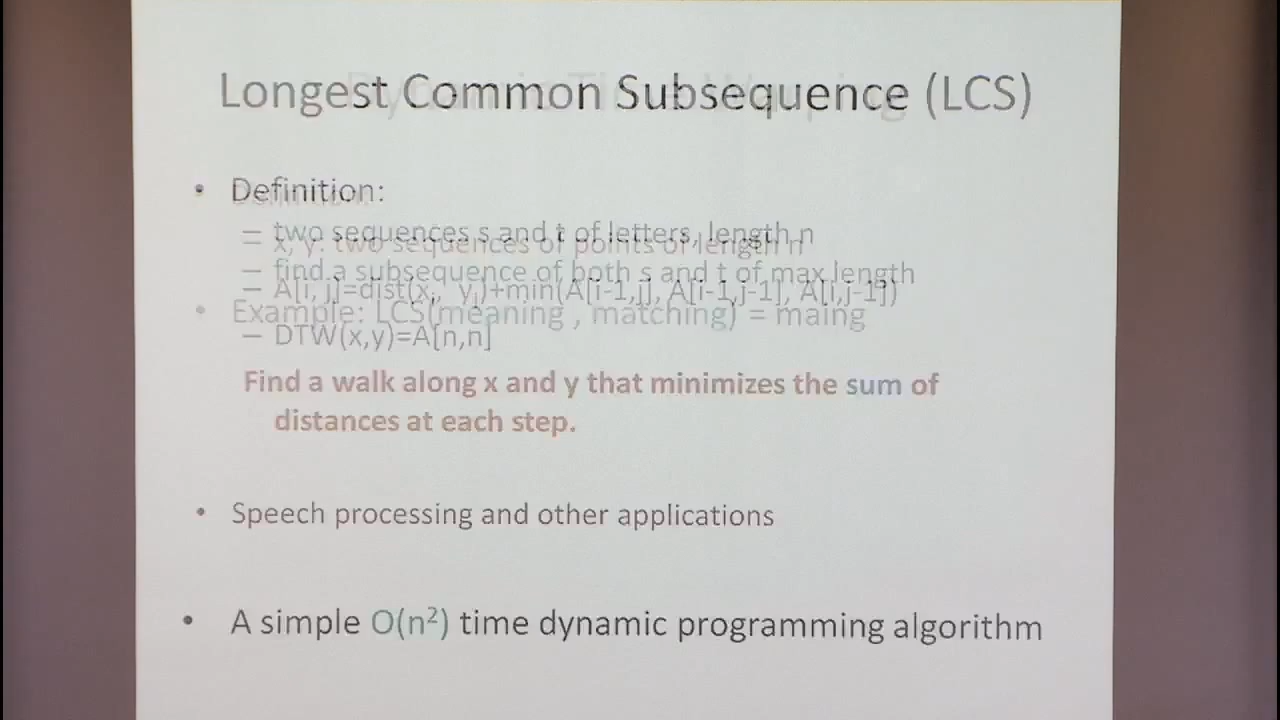 Longest Common Subsequence (LCS)
Dynamic Time Warping
• Definition:
– two sequences s and t of letters, length n
– x, y: two sequences of points of length n
– find a subsequence of both s and t of max length
– A[i, j]=dist(xᵢ, yⱼ)+min(A[i-1,j], A[i-1,j-1], A[i,j-1])
• Example: LCS(meaning , matching) = maing
– DTW(x,y)=A[n,n]
Find a walk along x and y that minimizes the sum of
distances at each step.
• Speech processing and other applications
• A simple O(n²) time dynamic programming algorithm